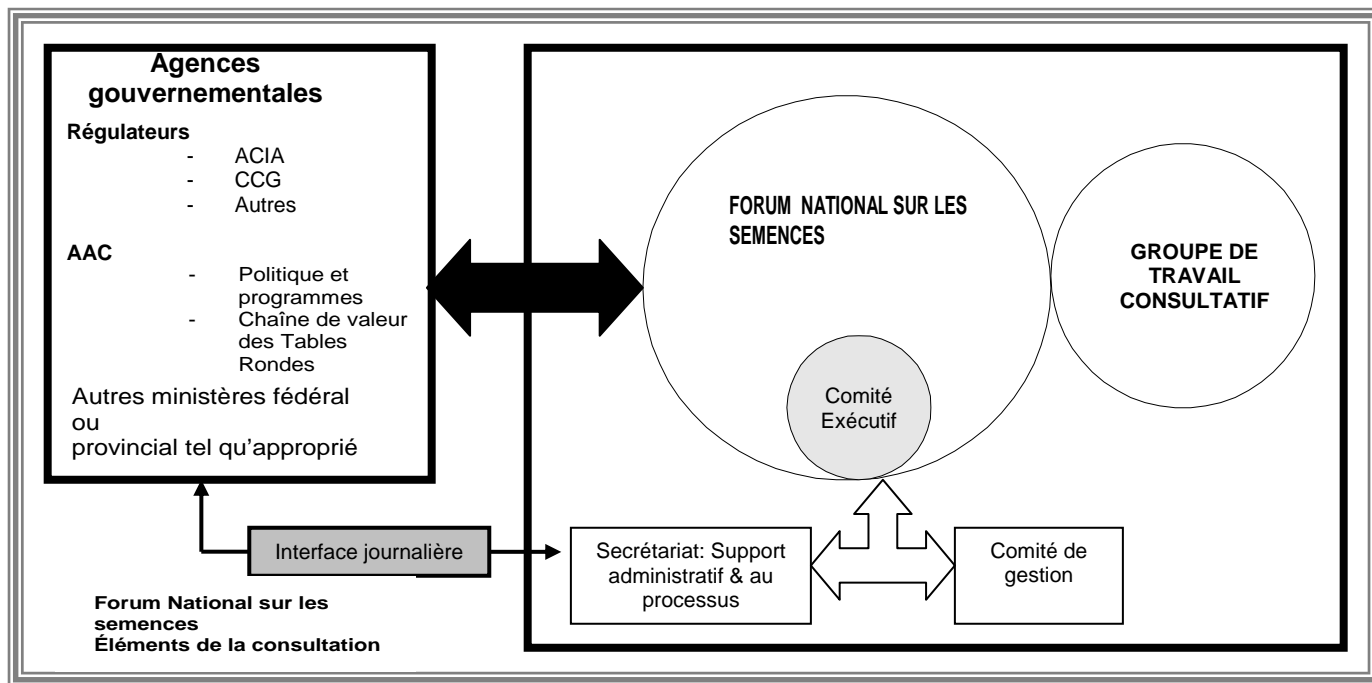 Agences
gouvernementales
Régulateurs
- ACIA
- CCG
- Autres
AAC
- Politique et
programmes
- Chaîne de valeur
des Tables
Rondes
Autres ministères fédéral
ou
provincial tel qu’approprié
FORUM NATIONAL SUR LES
SEMENCES
GROUPE DE
TRAVAIL
CONSULTATIF
Comité
Exécutif
Interface journalière
Secrétariat: Support
administratif & au
processus
Comité de
gestion
Forum National sur les
semences
Éléments de la consultation